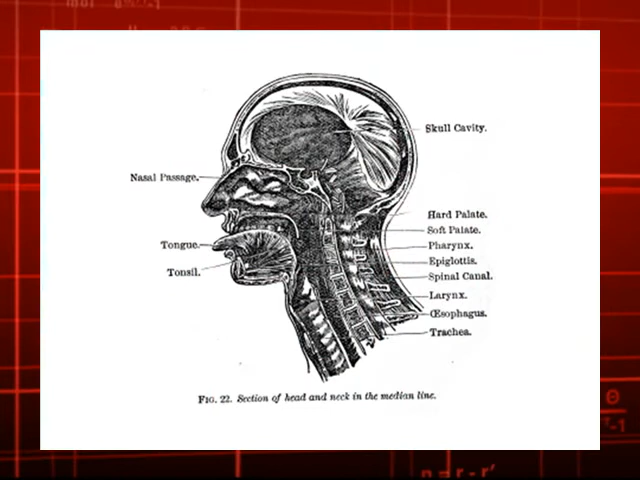 Skull Cavity.
Nasal Passage.
Hard Palate.
Soft Palate.
Pharynx.
Tongue.
Epiglottis.
Tonsil.
Spinal Canal.
Larynx.
Œsophagus.
Trachea.
FIG. 22. Section of head and neck in the median line.
Θ
-1
n = r - r'